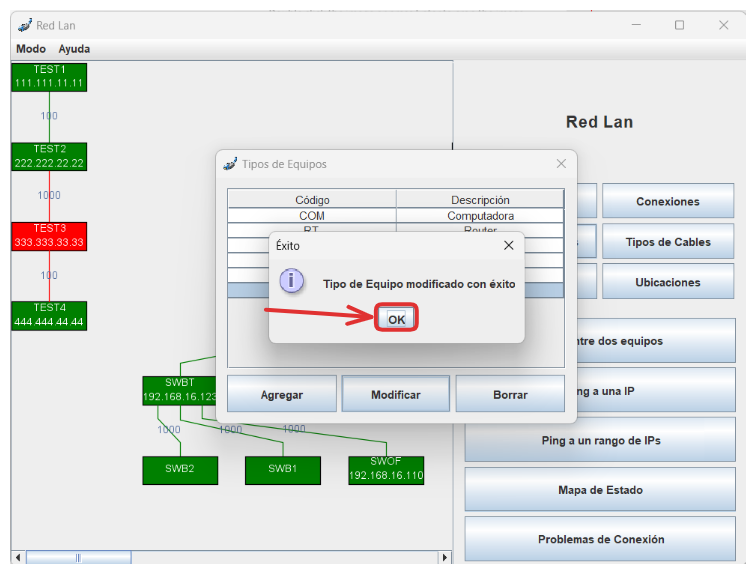 Red Lan
Modo Ayuda
TEST1
111.111.11.11
100
TEST2
222.222.22.22
1000
TEST3
333.333.33.33
100
TEST4
444.444.44.44
SWBT
192.168.16.123
1000 1000 1000
SWB2
SWB1
SWOF
192.168.16.110
Tipos de Equipos
Código Descripción
COM Computadora
RT Router
Éxito
Tipo de Equipo modificado con éxito
OK
Agregar Modificar Borrar
Red Lan
Conexiones
Tipos de Cables
Ubicaciones
dos equipos
a una IP
Ping a un rango de IPs
Mapa de Estado
Problemas de Conexión